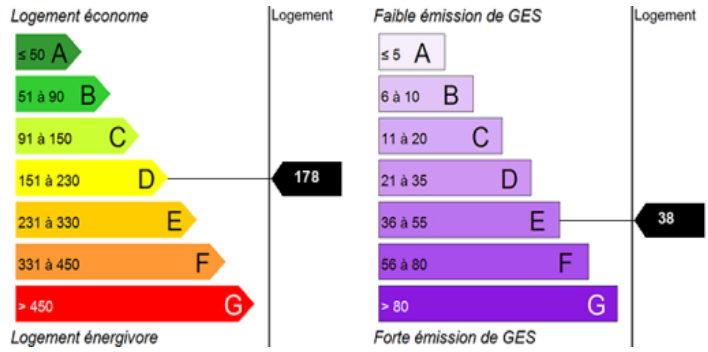 Logement économe
Logement
≤ 50 A
51 à 90 B
91 à 150 C
151 à 230 D
178
231 à 330 E
331 à 450 F
> 450 G
Logement énergivore
Faible émission de GES
Logement
≤ 5 A
6 à 10 B
11 à 20 C
21 à 35 D
36 à 55 E
38
56 à 80 F
> 80 G
Forte émission de GES